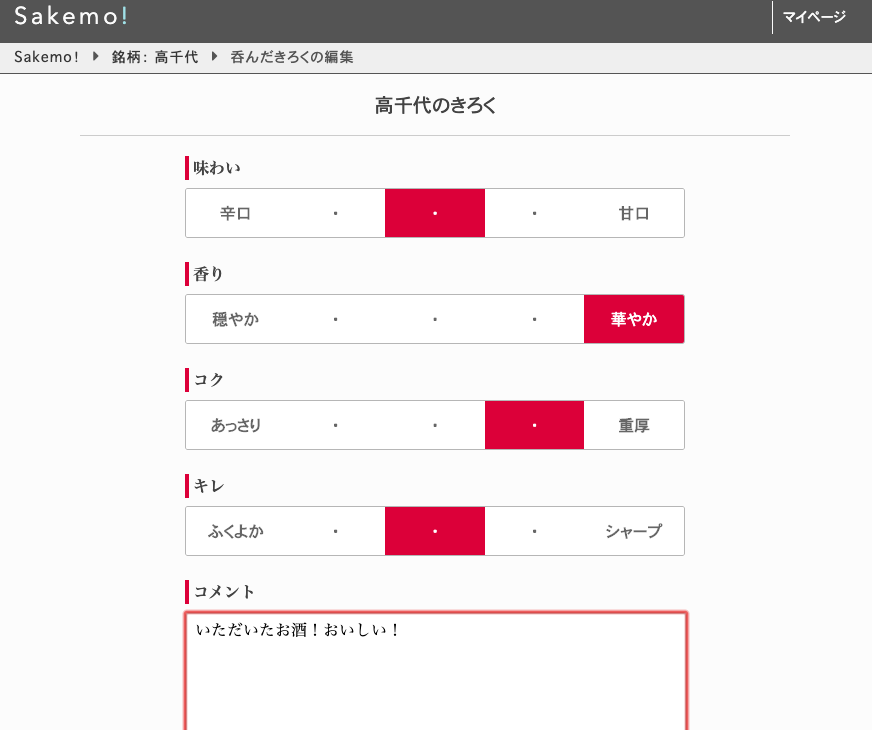 Sakemo!
マイページ
Sakemo! ▶ 銘柄: 高千代 ▶ 呑んだきろくの編集
高千代のきろく
味わい
辛口 ・ ・ ・ 甘口
香り
穏やか ・ ・ ・ 華やか
コク
あっさり ・ ・ ・ 重厚
キレ
ふくよか ・ ・ ・ シャープ
コメント
いただいたお酒！おいしい！